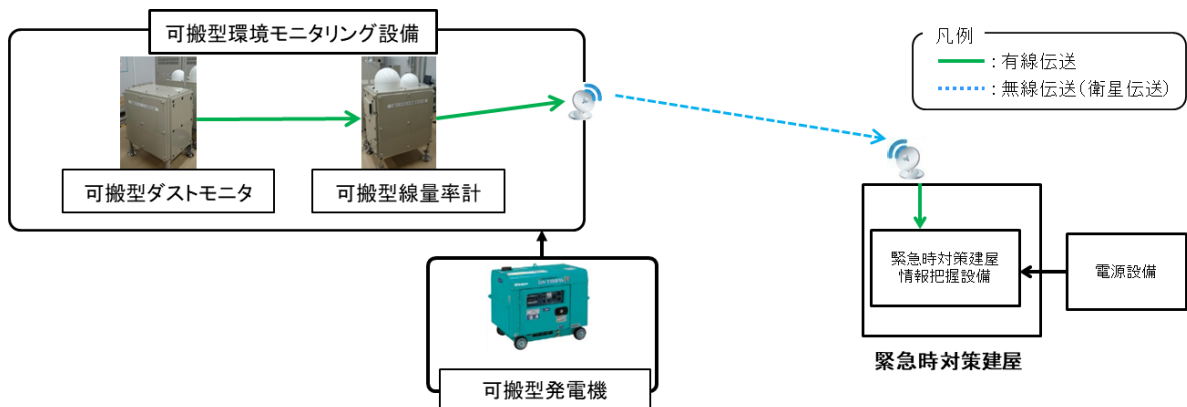 可搬型環境モニタリング設備
凡例
：有線伝送
：無線伝送（衛星伝送）
可搬型ダストモニタ
可搬型線量率計
緊急時対策建屋
情報把握設備
電源設備
緊急時対策建屋
可搬型発電機